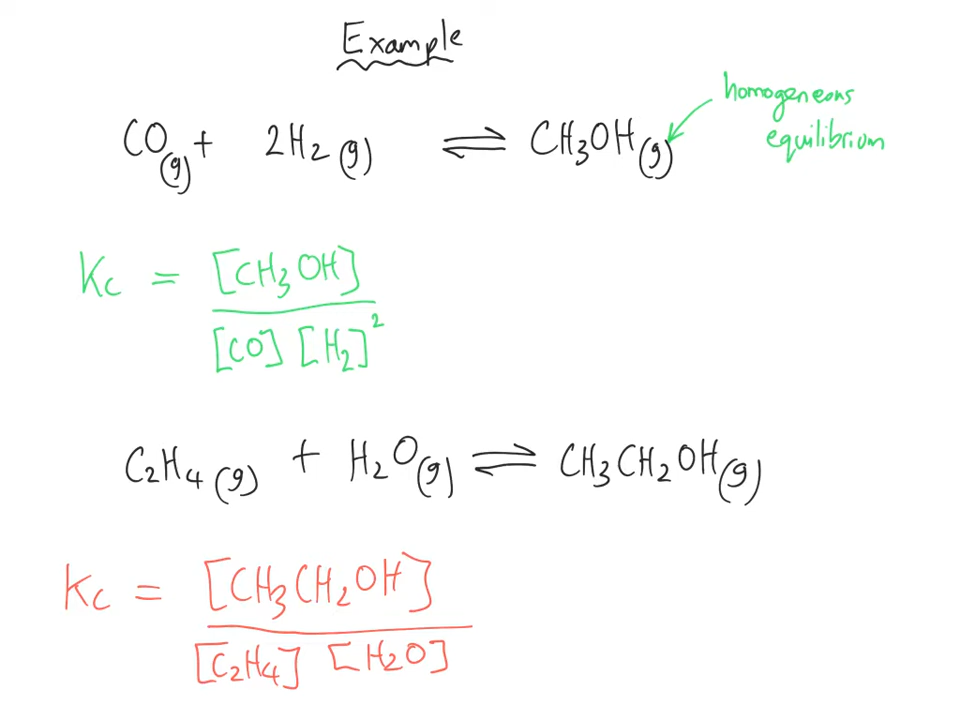 Example
homogeneous
equilibrium
CO(g) + 2H2(g) ⇌ CH3OH(g)
Kc = [CH3OH]
[CO] [H2]²
C2H4(g) + H2O(g) ⇌ CH3CH2OH(g)
Kc = [CH3CH2OH]
[C2H4] [H2O]